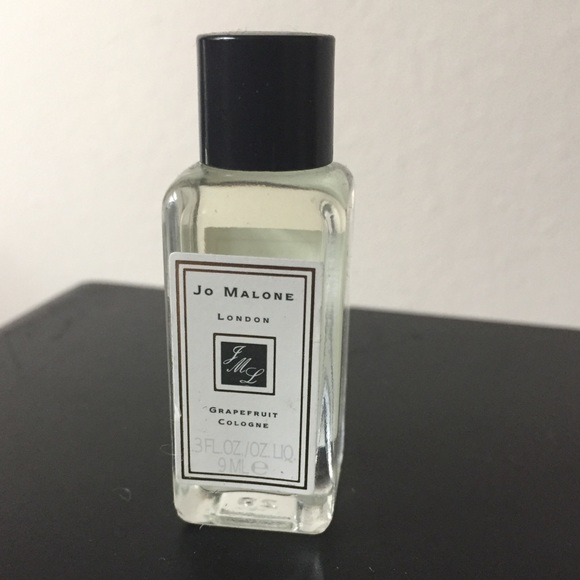 JO MALONE
LONDON
JML
GRAPEFRUIT
COLOGNE
.3 FL.OZ./OZ. LIQ.
9 ML ℮